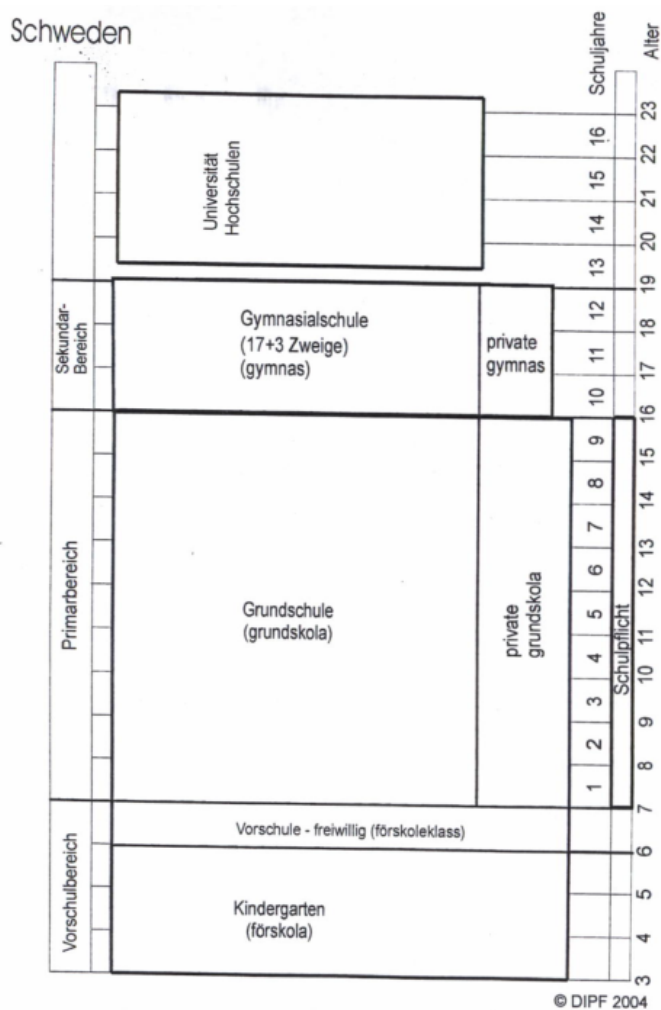 Schweden
Schuljahre
Alter
Universität
Hochschulen
Sekundar-
Bereich
Gymnasialschule
(17+3 Zweige)
(gymnas)
private
gymnas
Primarbereich
Grundschule
(grundskola)
private
grundskola
Schulpflicht
Vorschulbereich
Vorschule - freiwillig (förskoleklass)
Kindergarten
(förskola)
16
15
14
13
12
11
10
9
8
7
6
5
4
3
2
1
23
22
21
20
19
18
17
16
15
14
13
12
11
10
9
8
7
6
5
4
3
© DIPF 2004